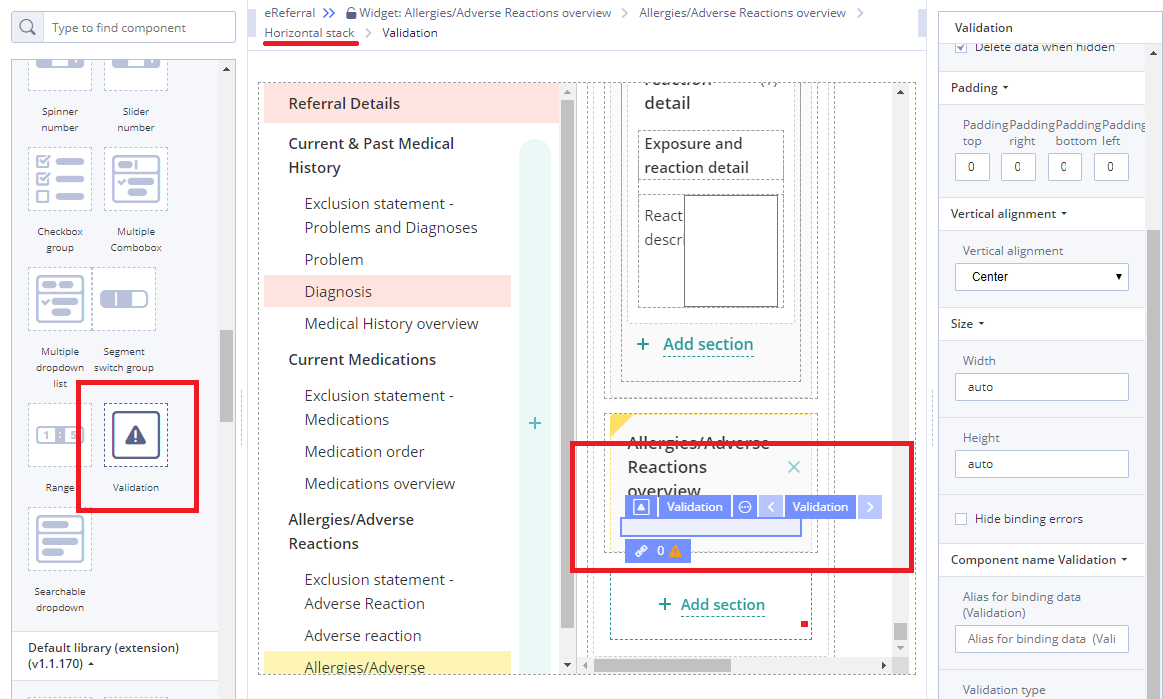 Type to find component
Spinner
number
Slider
number
Checkbox
group
Multiple
Combobox
Multiple
dropdown
list
Segment
switch group
Range
Validation
Searchable
dropdown
Default library (extension)
(v1.1.170)
eReferral
Widget: Allergies/Adverse Reactions overview
Allergies/Adverse Reactions overview
Horizontal stack
Validation
Referral Details
Current & Past Medical
History
Exclusion statement -
Problems and Diagnoses
Problem
Diagnosis
Medical History overview
Current Medications
Exclusion statement -
Medications
Medication order
Medications overview
Allergies/Adverse
Reactions
Exclusion statement -
Adverse Reaction
Adverse reaction
Allergies/Adverse
+
reaction
detail
Exposure and
reaction detail
React
descri
+ Add section
Allergies/Adverse
Reactions
overview
Validation
Validation
0
+ Add section
Validation
Delete data when hidden
Padding
Padding
top
Padding
right
Padding
bottom
Padding
left
0
0
0
0
Vertical alignment
Vertical alignment
Center
Size
Width
auto
Height
auto
Hide binding errors
Component name Validation
Alias for binding data
(Validation)
Alias for binding data (Vali
Validation type